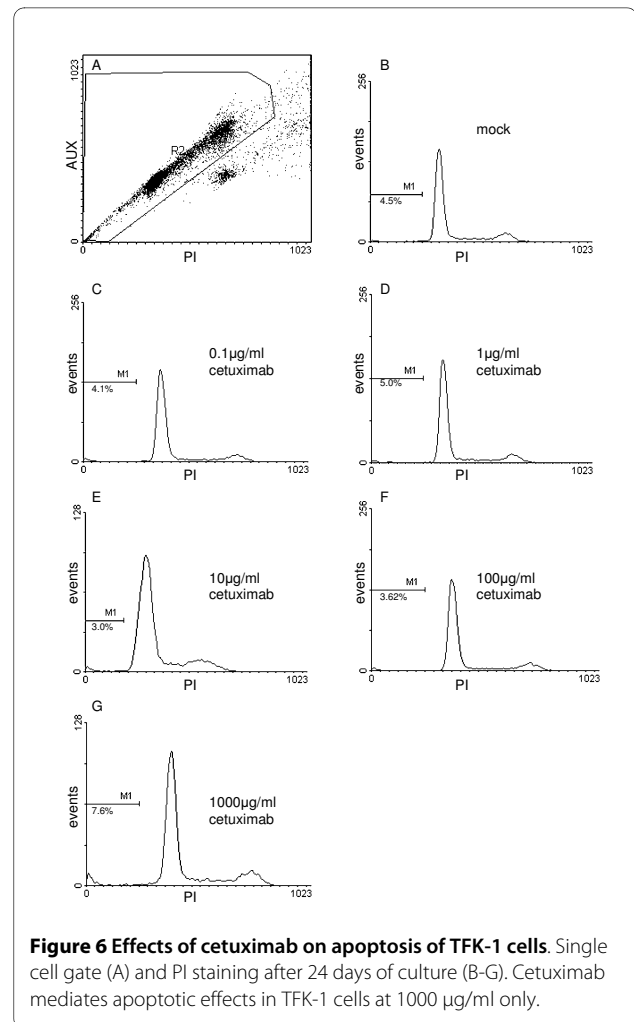 A
1023
AUX
R2
0
0
PI
1023
B
256
events
mock
M1
4.5%
0
0
PI
1023
C
256
events
0.1µg/ml
cetuximab
M1
4.1%
0
0
PI
1023
D
256
events
1µg/ml
cetuximab
M1
5.0%
0
0
PI
1023
E
128
events
10µg/ml
cetuximab
M1
3.0%
0
0
PI
1023
F
256
events
100µg/ml
cetuximab
M1
3.62%
0
0
PI
1023
G
128
events
1000µg/ml
cetuximab
M1
7.6%
0
0
PI
1023
Figure 6 Effects of cetuximab on apoptosis of TFK-1 cells. Single
cell gate (A) and PI staining after 24 days of culture (B-G). Cetuximab
mediates apoptotic effects in TFK-1 cells at 1000 μg/ml only.